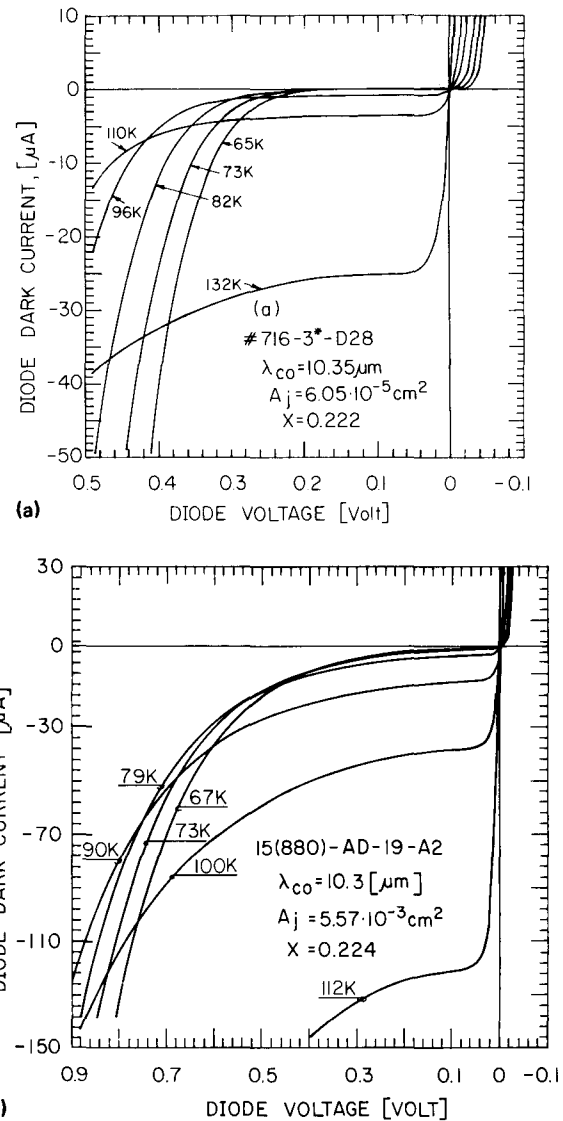 10
0
-10
-20
-30
-40
-50
DIODE DARK CURRENT, [μA]
110K
96K
65K
73K
82K
132K
(a)
#716-3*-D28
λco=10.35μm
Aj=6.05·10-5cm2
X=0.222
0.5 0.4 0.3 0.2 0.1 0 -0.1
(a) DIODE VOLTAGE [Volt]
30
0
-30
-70
-110
-150
DIODE DARK CURRENT [μA]
79K
67K
90K
73K
100K
15(880)-AD-19-A2
λco=10.3[μm]
Aj=5.57·10-3cm2
X=0.224
112K
0.9 0.7 0.5 0.3 0.1 0 -0.1
DIODE VOLTAGE [VOLT]